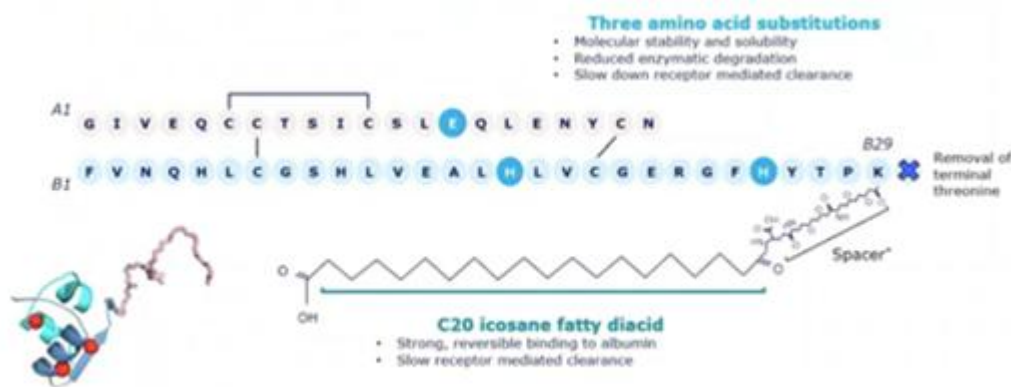 Three amino acid substitutions
• Molecular stability and solubility
• Reduced enzymatic degradation
• Slow down receptor mediated clearance
A1
G I V E Q C C T S I C S L E Q L E N Y C N
B29
F V N Q H L C G S H L V E A L H L V C G E R G F H Y T P K
B1
Removal of
terminal
threonine
Spacer*
O
OH
O
C20 icosane fatty diacid
• Strong, reversible binding to albumin
• Slow receptor mediated clearance